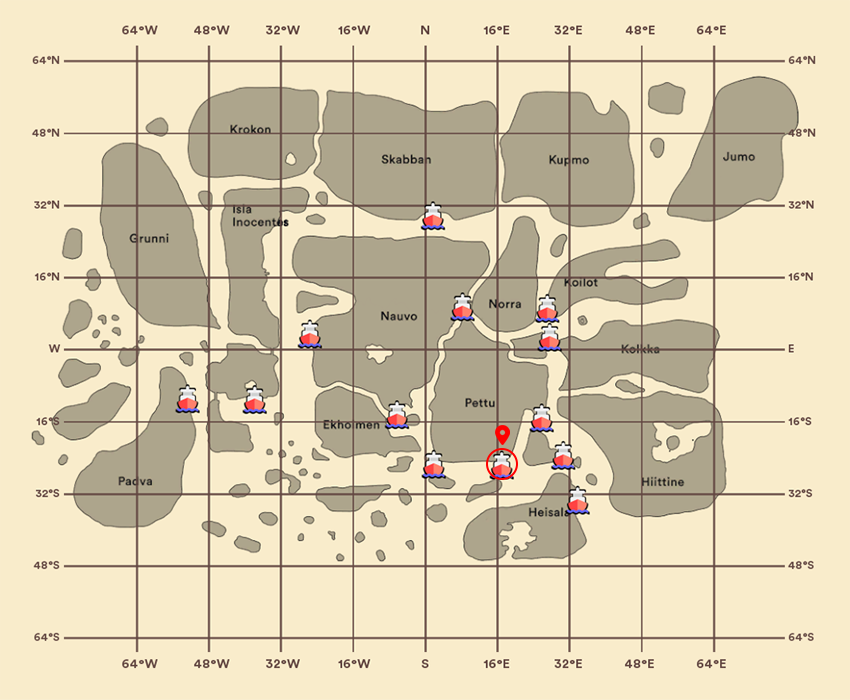 64°W 48°W 32°W 16°W N 16°E 32°E 48°E 64°E
64°N 64°N
Krokon
48°N 48°N
Skabban Kupmo Jumo
32°N 32°N
Isla
Inocentes
Grunni
16°N 16°N
Koilot
Norra
Nauvo
W E
Kolkka
Pettu
16°S 16°S
Ekholmen
Padva Hiittine
32°S 32°S
Heisala
48°S 48°S
64°S 64°S
64°W 48°W 32°W 16°W S 16°E 32°E 48°E 64°E